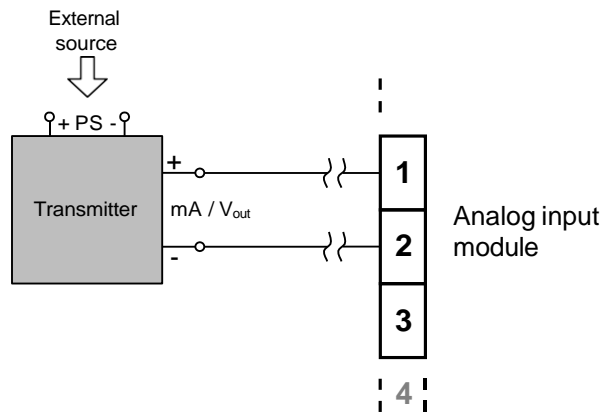 External
source
+ PS -
+
1
Transmitter
mA / Vout
Analog input
module
2
-
3
4